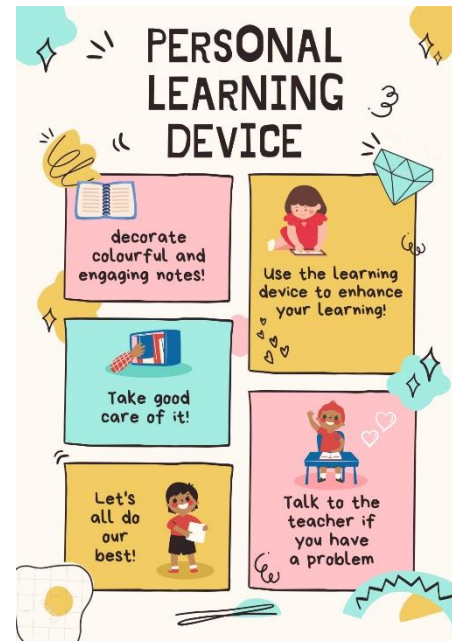 PERSONAL
LEARNING
DEVICE
decorate
colourful and
engaging notes!
Use the learning
device to enhance
your learning!
Take good
care of it!
Let's
all do
our
best!
Talk to the
teacher if
you have
a problem